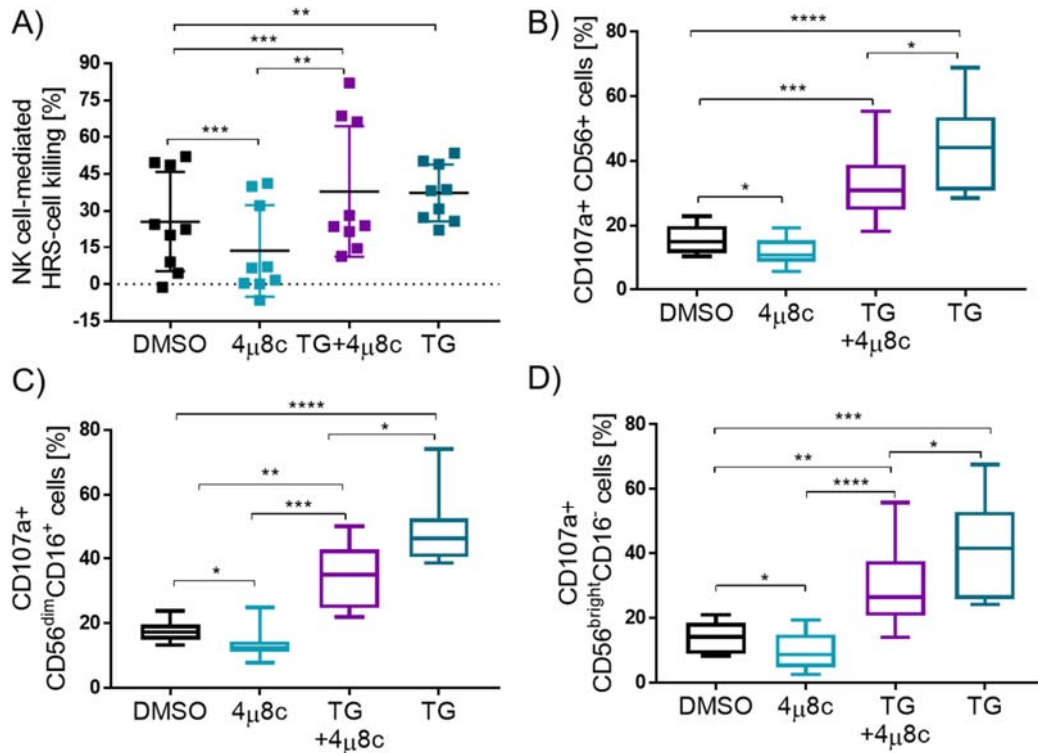 A)
**
***
**
***
NK cell-mediated
HRS-cell killing [%]
90
75
60
45
30
15
0
-15
DMSO 4μ8c TG+4μ8c TG
B)
****
*
***
*
CD107a+ CD56+ cells [%]
80
60
40
20
0
DMSO 4μ8c TG TG
+4μ8c
C)
****
*
**
***
*
CD107a+
CD56dimCD16+ cells [%]
80
60
40
20
0
DMSO 4μ8c TG TG
+4μ8c
D)
***
*
**
****
*
CD107a+
CD56brightCD16- cells [%]
80
60
40
20
0
DMSO 4μ8c TG TG
+4μ8c